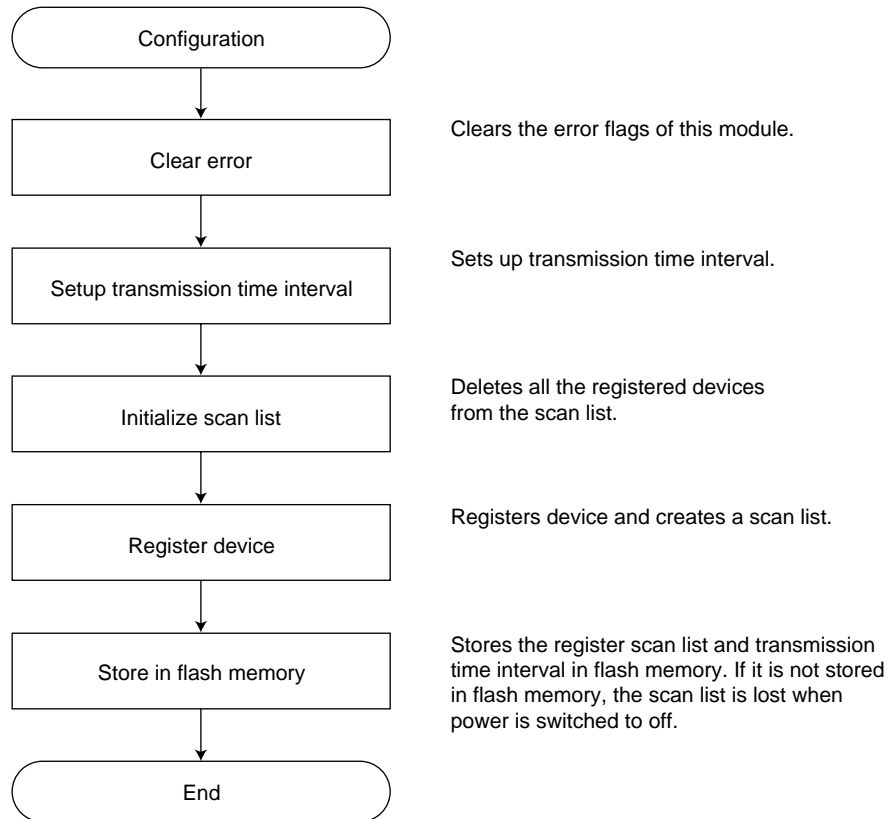 Configuration
Clear error
Clears the error flags of this module.
Setup transmission time interval
Sets up transmission time interval.
Initialize scan list
Deletes all the registered devices
from the scan list.
Register device
Registers device and creates a scan list.
Store in flash memory
Stores the register scan list and transmission
time interval in flash memory. If it is not stored
in flash memory, the scan list is lost when
power is switched to off.
End